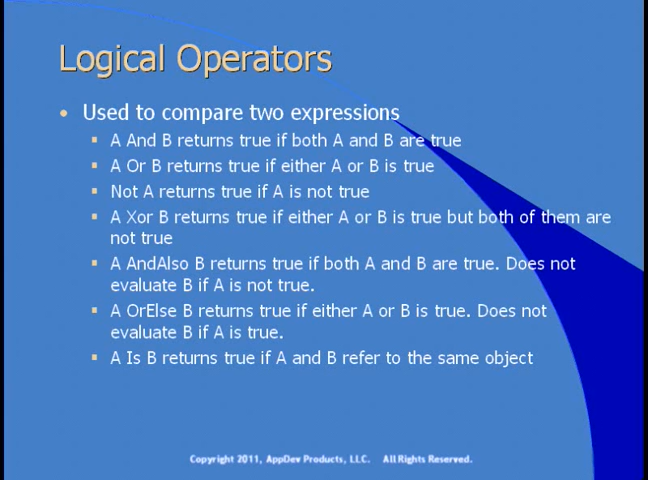 Logical Operators
• Used to compare two expressions
▪ A And B returns true if both A and B are true
▪ A Or B returns true if either A or B is true
▪ Not A returns true if A is not true
▪ A Xor B returns true if either A or B is true but both of them are
not true
▪ A AndAlso B returns true if both A and B are true. Does not
evaluate B if A is not true.
▪ A OrElse B returns true if either A or B is true. Does not
evaluate B if A is true.
▪ A Is B returns true if A and B refer to the same object
Copyright 2011, AppDev Products, LLC. All Rights Reserved.